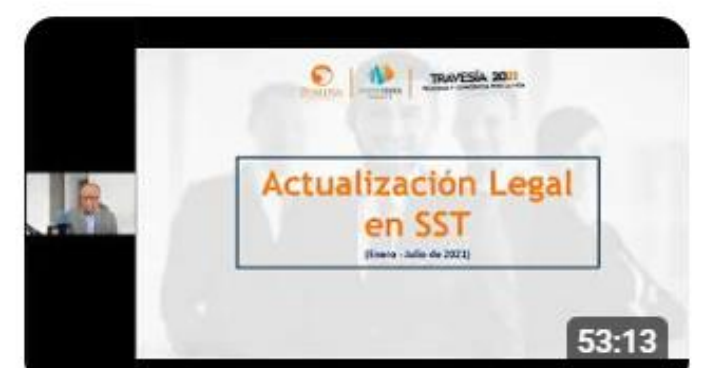 TRAVESÍA 2021
Actualización Legal
en SST
(Enero - Julio de 2021)
53:13